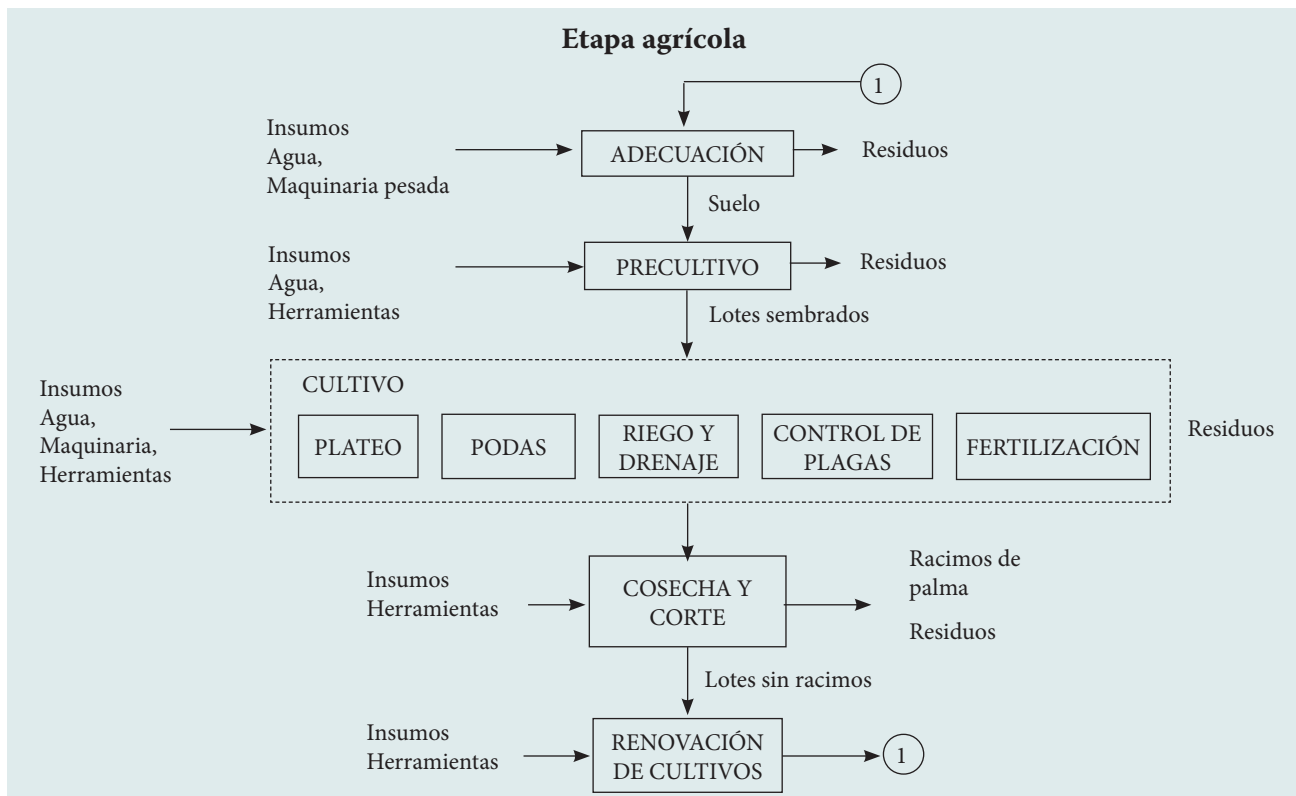 Etapa agrícola
1
Insumos
Agua,
Maquinaria pesada
ADECUACIÓN
Residuos
Suelo
Insumos
Agua,
Herramientas
PRECULTIVO
Residuos
Lotes sembrados
Insumos
Agua,
Maquinaria,
Herramientas
CULTIVO
PLATEO
PODAS
RIEGO Y
DRENAJE
CONTROL DE
PLAGAS
FERTILIZACIÓN
Residuos
Insumos
Herramientas
COSECHA Y
CORTE
Racimos de
palma
Residuos
Lotes sin racimos
Insumos
Herramientas
RENOVACIÓN
DE CULTIVOS
1